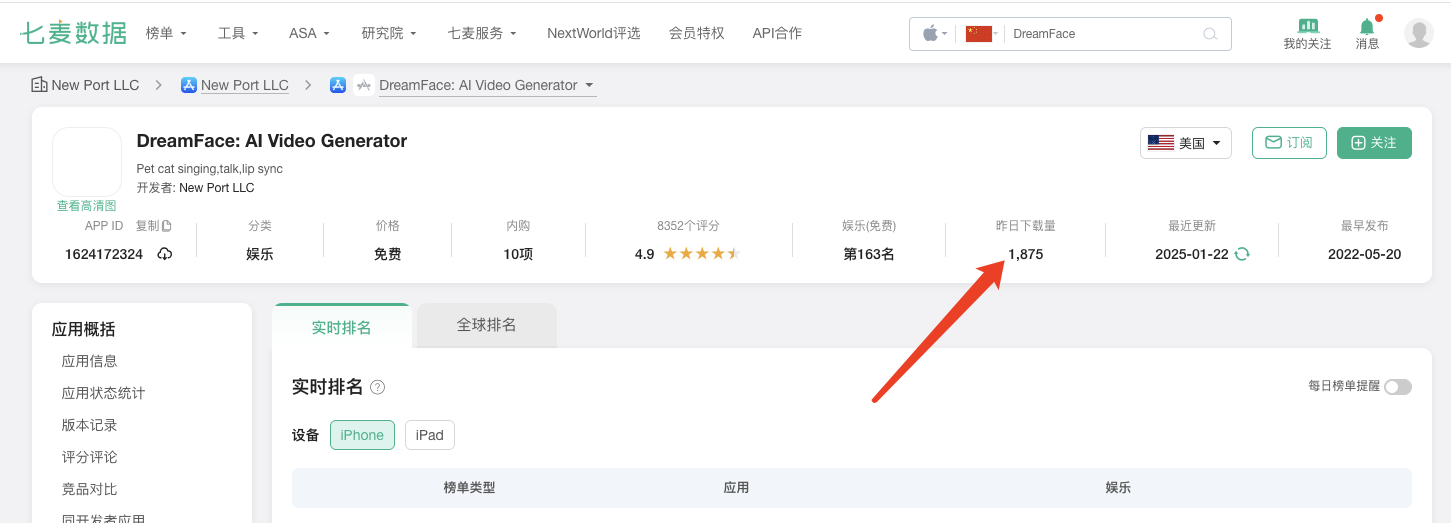 七麦数据 榜单 工具 ASA 研究院 七麦服务 NextWorld评选 会员特权 API合作 DreamFace 我的关注 消息
New Port LLC New Port LLC DreamFace: AI Video Generator
DreamFace: AI Video Generator
Pet cat singing,talk,lip sync
开发者: New Port LLC
查看高清图
美国 订阅 关注
APP ID 复制 分类 价格 内购 8352个评分 娱乐(免费) 昨日下载量 最近更新 最早发布
1624172324 娱乐 免费 10项 4.9 第163名 1,875 2025-01-22 2022-05-20
应用概括
应用信息
应用状态统计
版本记录
评分评论
竞品对比
同开发者应用
实时排名 全球排名
实时排名 ? 每日榜单提醒
设备 iPhone iPad
榜单类型 应用 娱乐